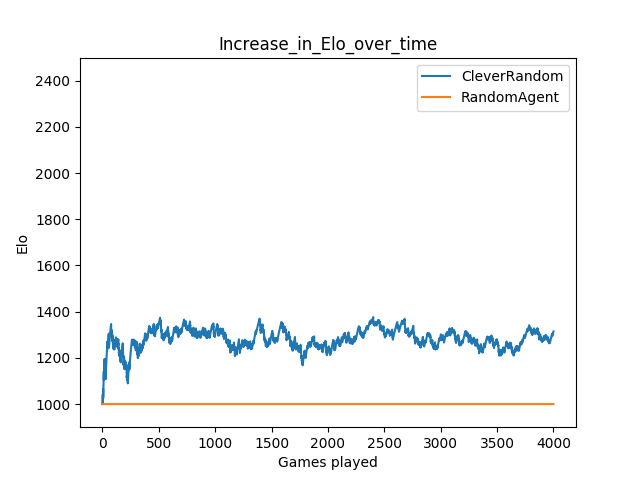 Increase_in_Elo_over_time
CleverRandom
RandomAgent
2400
2200
2000
1800
1600
1400
1200
1000
Elo
0 500 1000 1500 2000 2500 3000 3500 4000
Games played